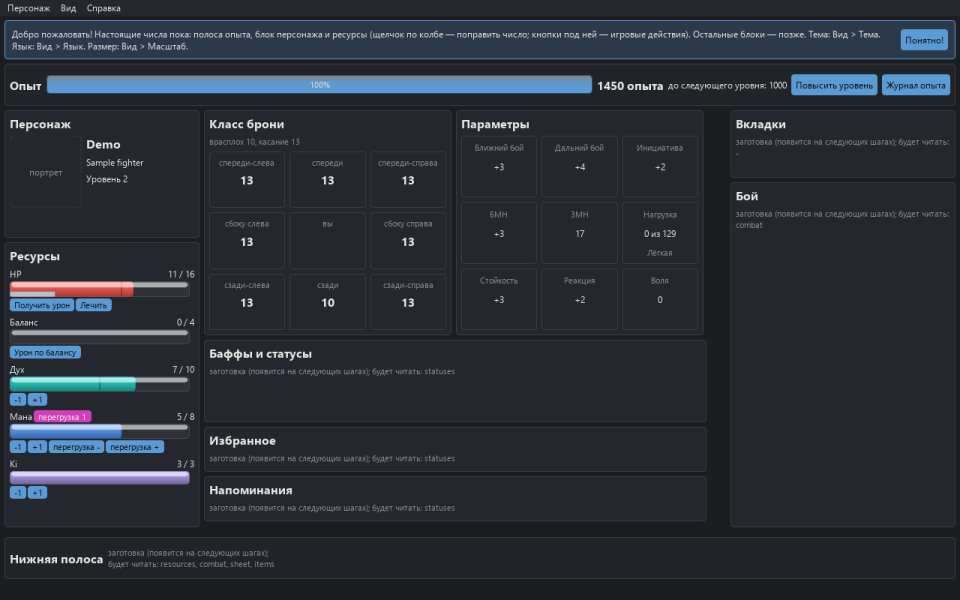 Персонаж Вид Справка
Добро пожаловать! Настоящие числа пока: полоса опыта, блок персонажа и ресурсы (щелчок по колбе — поправить число; кнопки под ней — игровые действия). Остальные блоки — позже. Тема: Вид > Тема.
Язык: Вид > Язык. Размер: Вид > Масштаб.
Понятно!
Опыт 100% 1450 опыта до следующего уровня: 1000 Повысить уровень Журнал опыта
Персонаж
портрет
Demo
Sample fighter
Уровень 2
Ресурсы
HP 11 / 16
Получить урон Лечить
Баланс 0 / 4
Урон по балансу
Дух 7 / 10
-1 +1
Мана перегрузка 1 5 / 8
-1 +1 перегрузка - перегрузка +
Ki 3 / 3
-1 +1
Класс брони
врасплох 10, касание 13
спереди-слева спереди спереди-справа
13 13 13
сбоку слева вы сбоку справа
13 13
сзади-слева сзади сзади-справа
13 10 13
Параметры
Ближний бой Дальний бой Инициатива
+3 +4 +2
БМН ЗМН Нагрузка
+3 17 0 из 129
Легкая
Стойкость Реакция Воля
+3 +2 0
Баффы и статусы
заготовка (появится на следующих шагах); будет читать: statuses
Избранное
заготовка (появится на следующих шагах); будет читать: statuses
Напоминания
заготовка (появится на следующих шагах); будет читать: statuses
Вкладки
заготовка (появится на следующих шагах); будет читать:
-
Бой
заготовка (появится на следующих шагах); будет читать:
combat
Нижняя полоса
заготовка (появится на следующих шагах);
будет читать: resources, combat, sheet, items